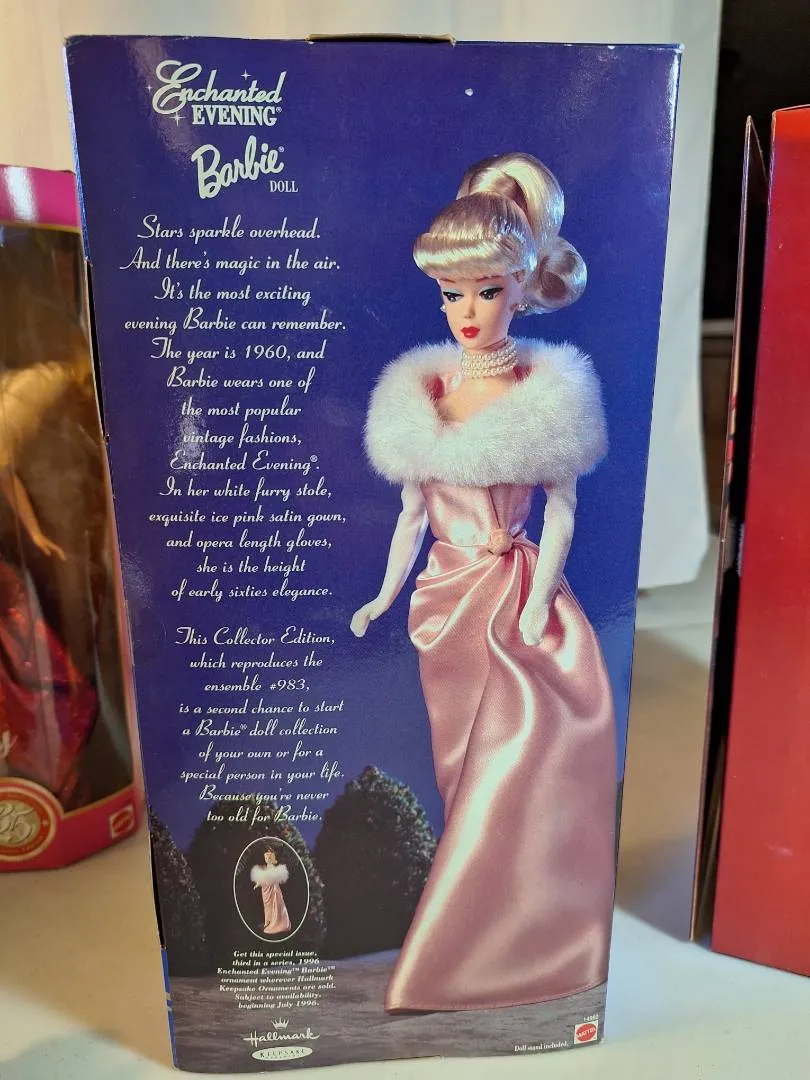 Enchanted
EVENING®
Barbie®
DOLL
Stars sparkle overhead.
And there's magic in the air.
It's the most exciting
evening Barbie can remember.
The year is 1960, and
Barbie wears one of
the most popular
vintage fashions,
Enchanted Evening®.
In her white furry stole,
exquisite ice pink satin gown,
and opera length gloves,
she is the height
of early sixties elegance.
This Collector Edition,
which reproduces the
ensemble #983,
is a second chance to start
a Barbie® doll collection
of your own or for a
special person in your life.
Because you're never
too old for Barbie.
Get this special issue,
third in a series, 1996
Enchanted Evening™ Barbie™
ornament wherever Hallmark
Keepsake Ornaments are sold.
Subject to availability,
beginning July 1996.
Hallmark
KEEPSAKE
Doll stand included.
MATTEL
35